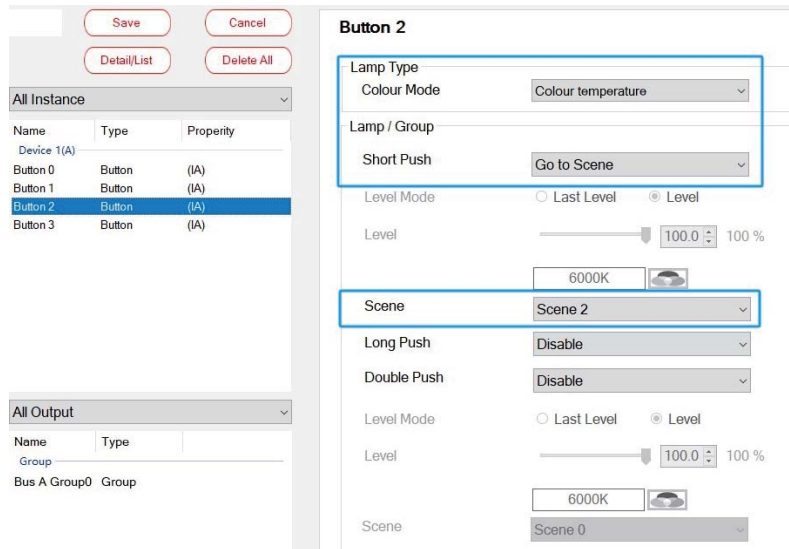 Save Cancel
Detail/List Delete All
All Instance
Name Type Properity
Device 1(A)
Button 0 Button (IA)
Button 1 Button (IA)
Button 2 Button (IA)
Button 3 Button (IA)
All Output
Name Type
Group
Bus A Group0 Group
Button 2
Lamp Type
Colour Mode Colour temperature
Lamp / Group
Short Push Go to Scene
Level Mode Last Level Level
Level 100.0 100 %
6000K
Scene Scene 2
Long Push Disable
Double Push Disable
Level Mode Last Level Level
Level 100.0 100 %
6000K
Scene Scene 0